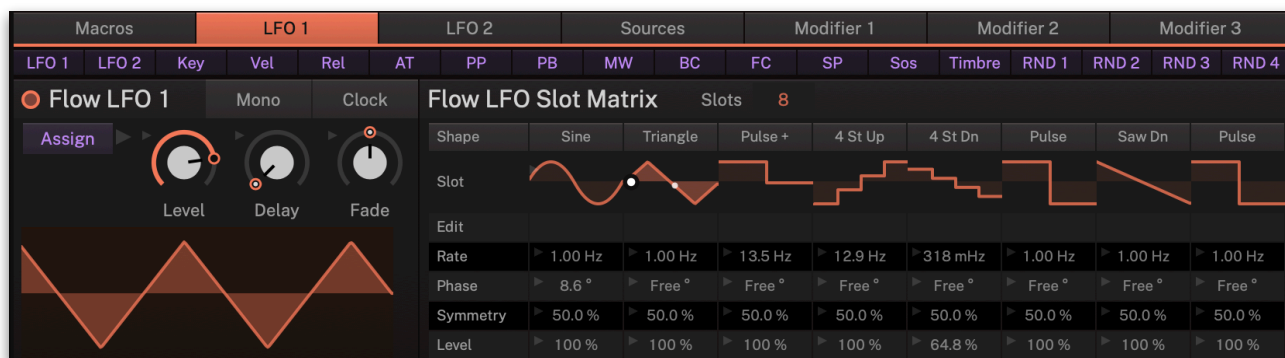 Macros LFO 1 LFO 2 Sources Modifier 1 Modifier 2 Modifier 3
LFO 1 LFO 2 Key Vel Rel AT PP PB MW BC FC SP Sos Timbre RND 1 RND 2 RND 3 RND 4
Flow LFO 1 Mono Clock
Assign
Level Delay Fade
Flow LFO Slot Matrix Slots 8
Shape Sine Triangle Pulse + 4 St Up 4 St Dn Pulse Saw Dn Pulse
Slot
Edit
Rate 1.00 Hz 1.00 Hz 13.5 Hz 12.9 Hz 318 mHz 1.00 Hz 1.00 Hz 1.00 Hz
Phase 8.6 ° Free ° Free ° Free ° Free ° Free ° Free ° Free °
Symmetry 50.0 % 50.0 % 50.0 % 50.0 % 50.0 % 50.0 % 50.0 % 50.0 %
Level 100 % 100 % 100 % 100 % 64.8 % 100 % 100 % 100 %